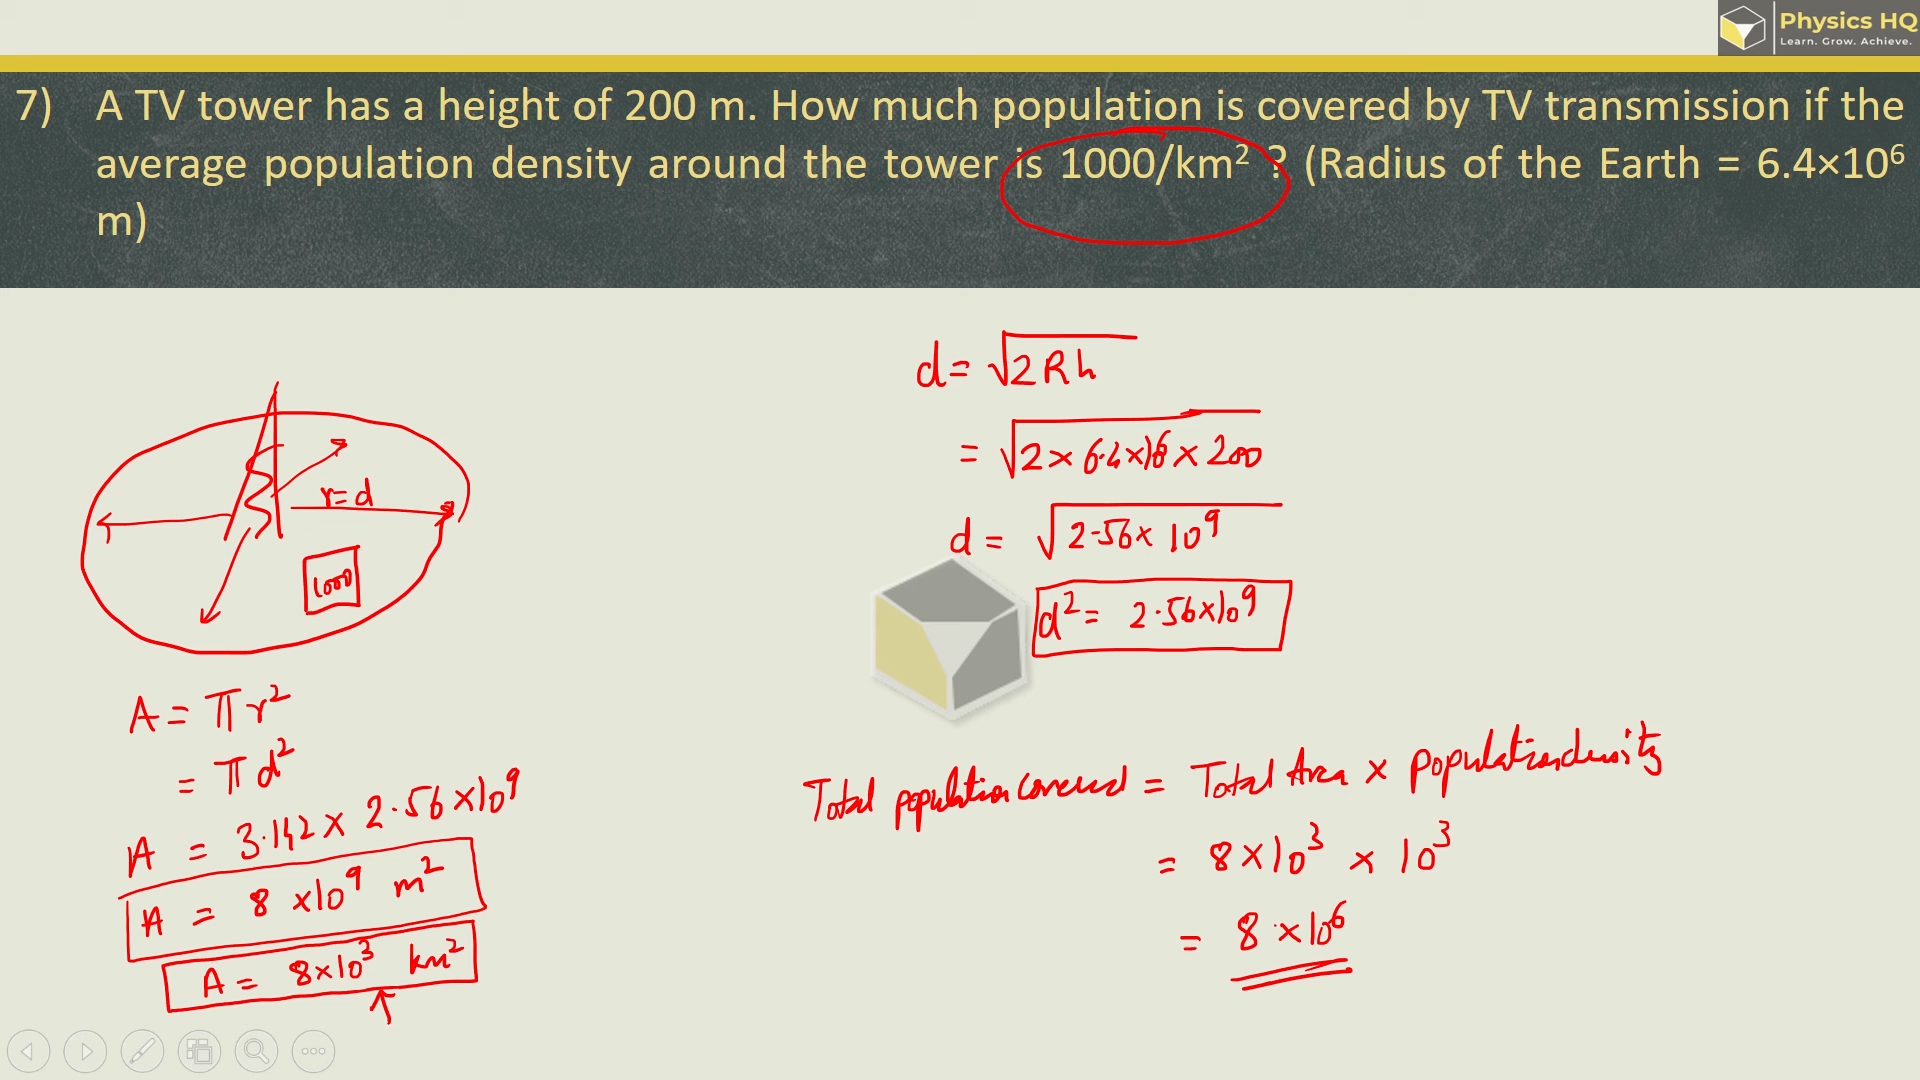 Physics HQ
Learn. Grow. Achieve.
7) A TV tower has a height of 200 m. How much population is covered by TV transmission if the
average population density around the tower is 1000/km² ? (Radius of the Earth = 6.4×10⁶
m)
d = √2Rh
= √2 × 6.4×10⁶ × 200
d = √2.56× 10⁹
d² = 2.56×10⁹
r = d
1000
A = πr²
= πd²
A = 3.142 × 2.56 ×10⁹
A = 8 ×10⁹ m²
A = 8×10³ km²
Total population covered = Total Area × population density
= 8×10³ × 10³
= 8 ×10⁶